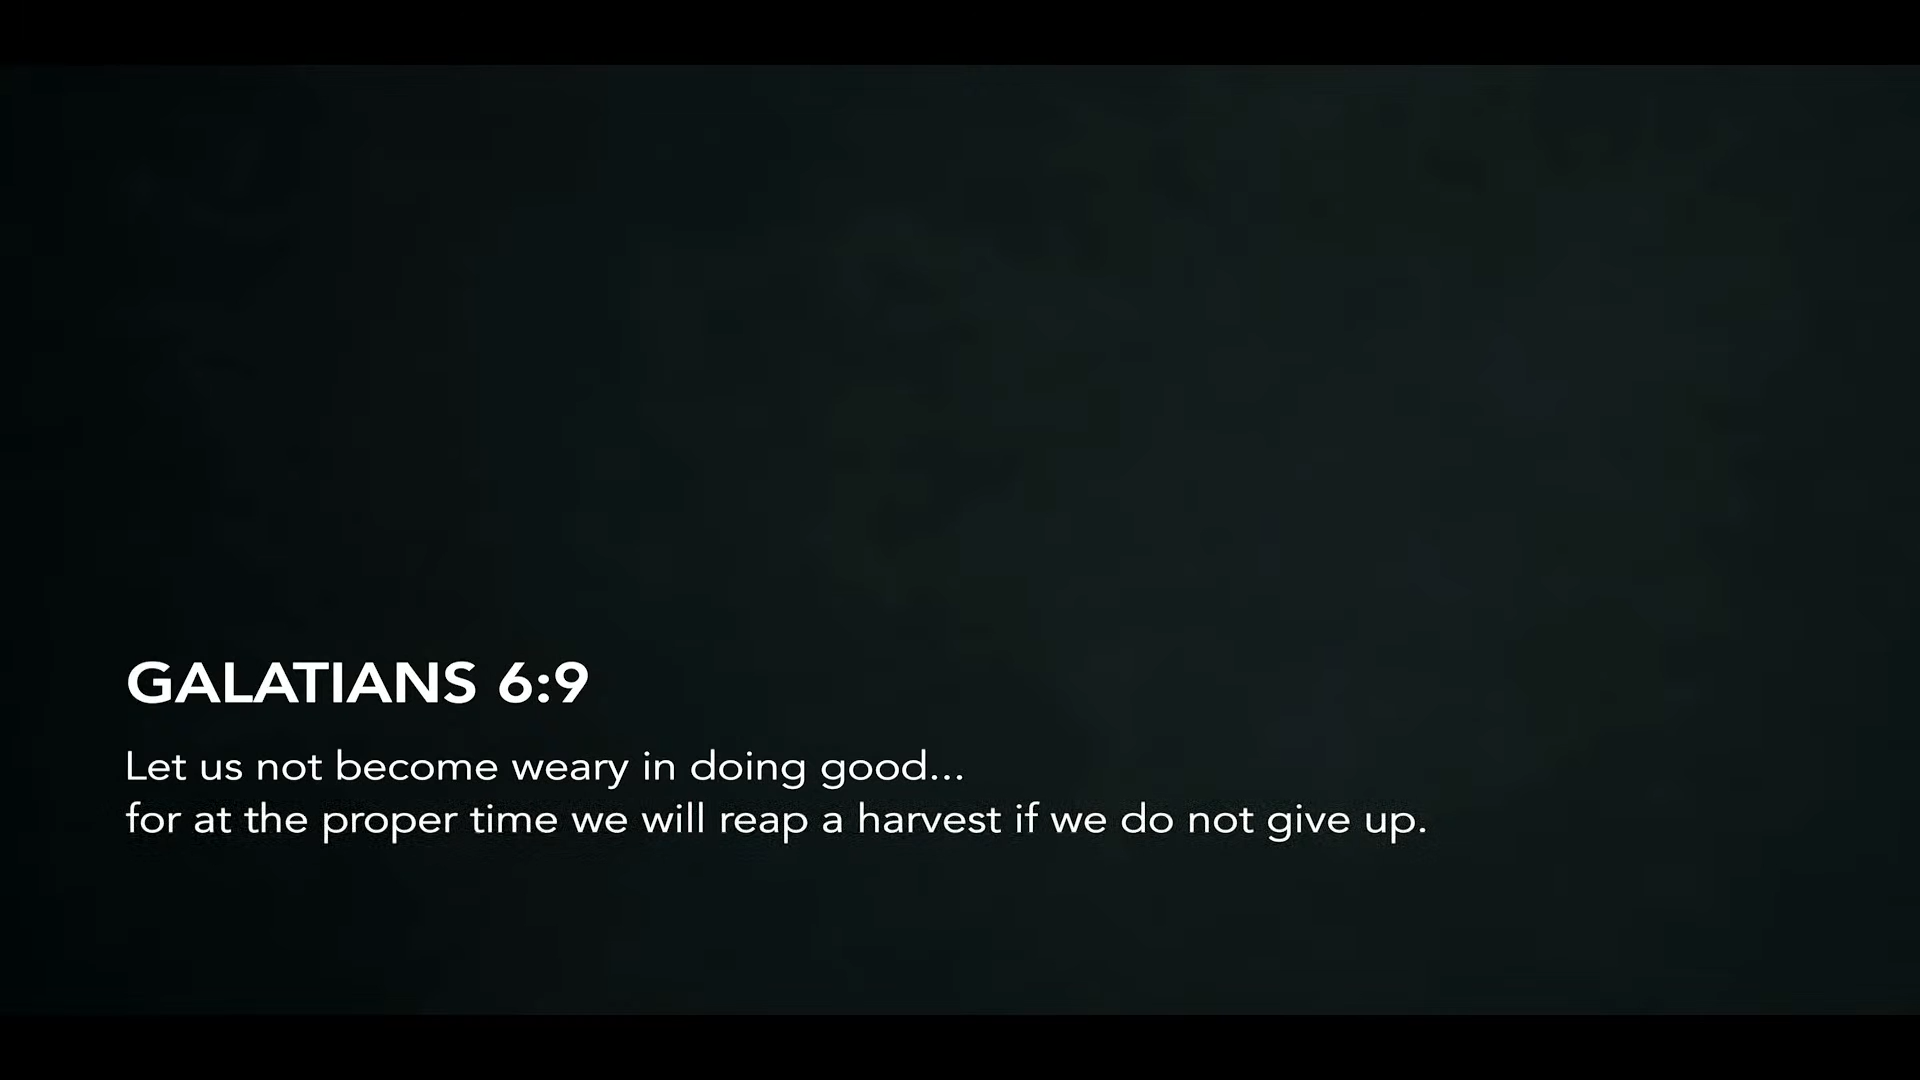 GALATIANS 6:9
Let us not become weary in doing good...
for at the proper time we will reap a harvest if we do not give up.